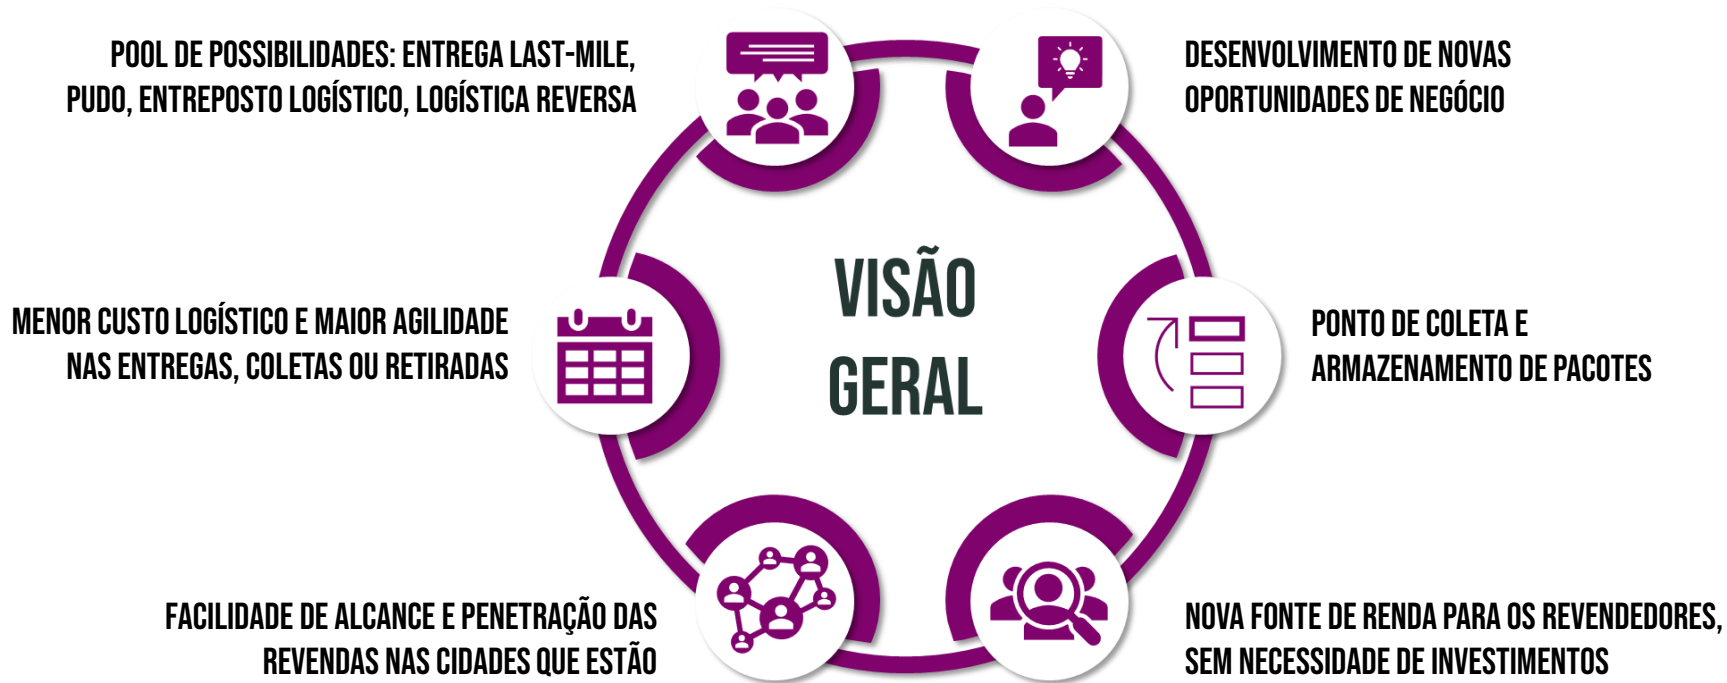 POOL DE POSSIBILIDADES: ENTREGA LAST-MILE,
PUDO, ENTREPOSTO LOGÍSTICO, LOGÍSTICA REVERSA
DESENVOLVIMENTO DE NOVAS
OPORTUNIDADES DE NEGÓCIO
MENOR CUSTO LOGÍSTICO E MAIOR AGILIDADE
NAS ENTREGAS, COLETAS OU RETIRADAS
VISÃO
GERAL
PONTO DE COLETA E
ARMAZENAMENTO DE PACOTES
FACILIDADE DE ALCANCE E PENETRAÇÃO DAS
REVENDAS NAS CIDADES QUE ESTÃO
NOVA FONTE DE RENDA PARA OS REVENDEDORES,
SEM NECESSIDADE DE INVESTIMENTOS